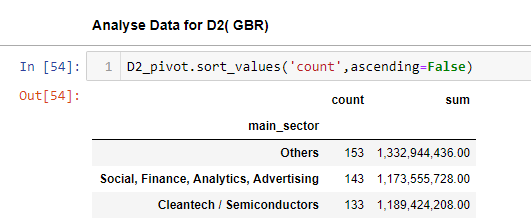 Analyse Data for D2( GBR)
In [54]: 1 D2_pivot.sort_values('count',ascending=False)
Out[54]:
count sum
main_sector
Others 153 1,332,944,436.00
Social, Finance, Analytics, Advertising 143 1,173,555,728.00
Cleantech / Semiconductors 133 1,189,424,208.00